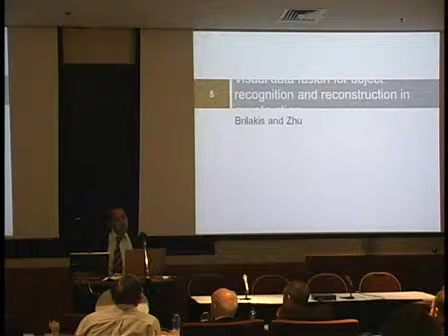 Visual data fusion for object
5
recognition and reconstruction in
Brilakis and Zhu